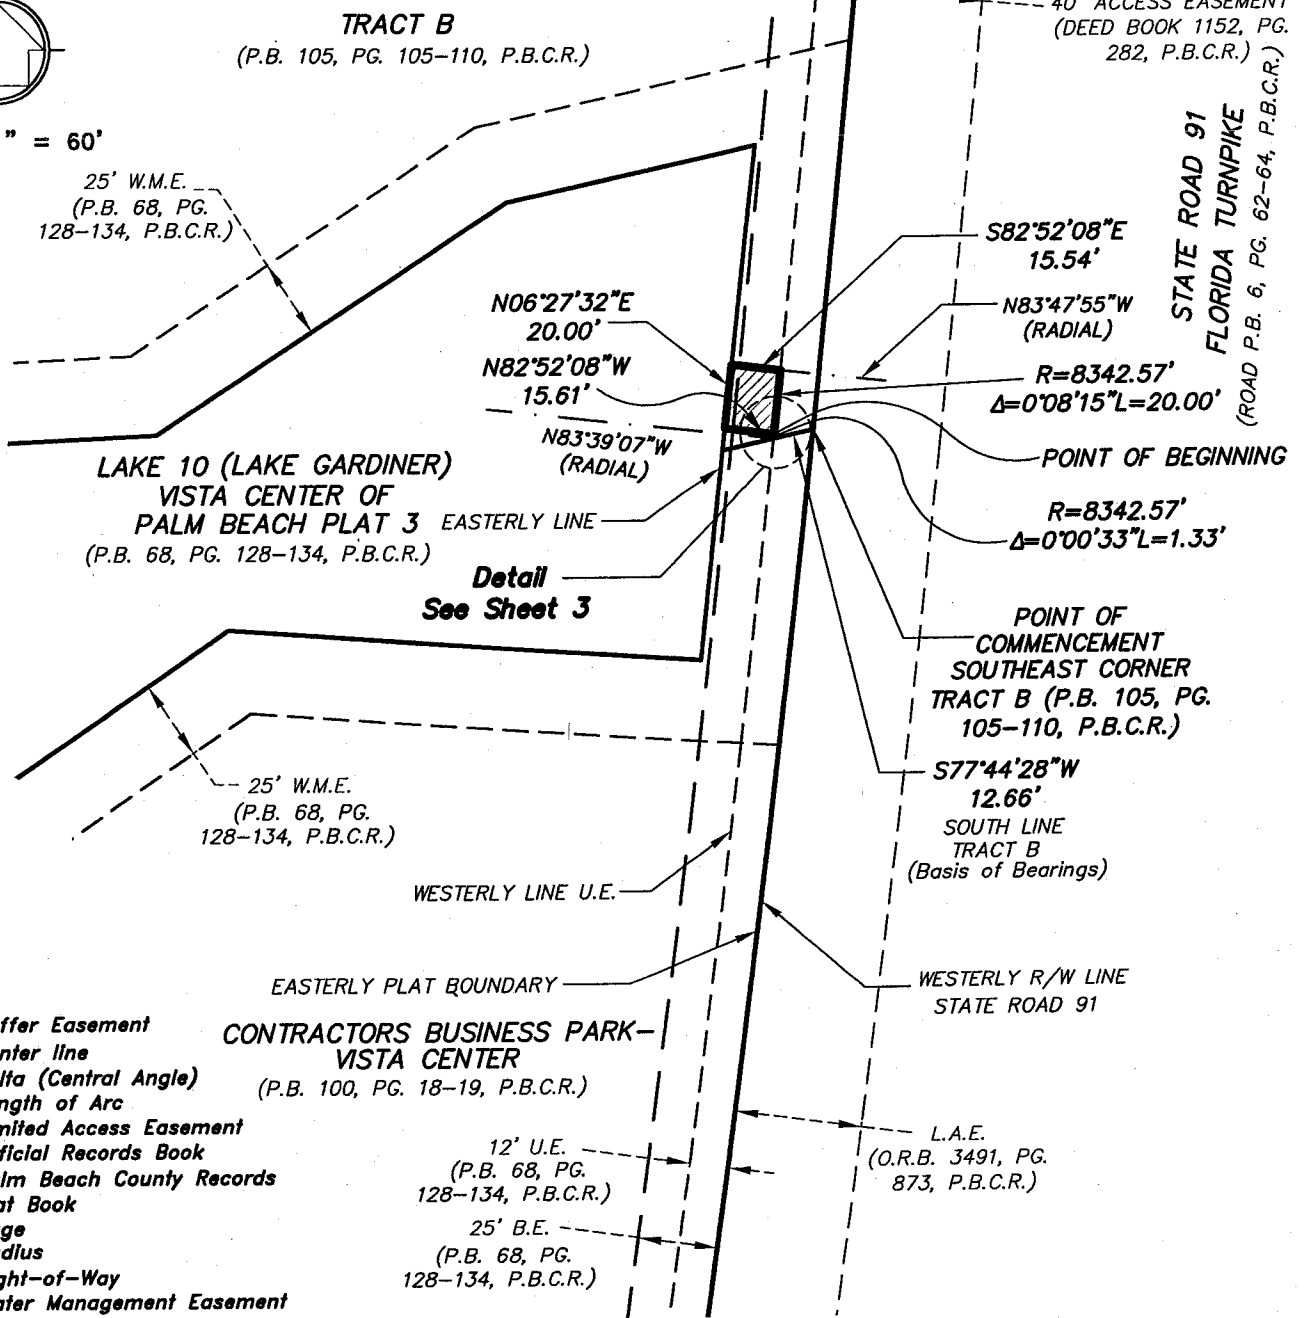 TRACT B
(P.B. 105, PG. 105-110, P.B.C.R.)
40' ACCESS EASEMENT
(DEED BOOK 1152, PG.
282, P.B.C.R.)
" = 60'
25' W.M.E.
(P.B. 68, PG.
128-134, P.B.C.R.)
STATE ROAD 91
FLORIDA TURNPIKE
(ROAD P.B. 6, PG. 62-64, P.B.C.R.)
S82°52'08"E
15.54'
N06°27'32"E
20.00'
N83°47'55"W
(RADIAL)
N82°52'08"W
15.61'
R=8342.57'
Δ=0°08'15"L=20.00'
N83°39'07"W
(RADIAL)
POINT OF BEGINNING
LAKE 10 (LAKE GARDINER)
VISTA CENTER OF
PALM BEACH PLAT 3
(P.B. 68, PG. 128-134, P.B.C.R.)
EASTERLY LINE
R=8342.57'
Δ=0°00'33"L=1.33'
Detail
See Sheet 3
POINT OF
COMMENCEMENT
SOUTHEAST CORNER
TRACT B (P.B. 105, PG.
105-110, P.B.C.R.)
S77°44'28"W
12.66'
SOUTH LINE
TRACT B
(Basis of Bearings)
25' W.M.E.
(P.B. 68, PG.
128-134, P.B.C.R.)
WESTERLY LINE U.E.
EASTERLY PLAT BOUNDARY
WESTERLY R/W LINE
STATE ROAD 91
CONTRACTORS BUSINESS PARK-
VISTA CENTER
(P.B. 100, PG. 18-19, P.B.C.R.)
ffer Easement
nter line
lta (Central Angle)
ngth of Arc
mited Access Easement
ficial Records Book
lm Beach County Records
at Book
ge
dius
ght-of-Way
ater Management Easement
12' U.E.
(P.B. 68, PG.
128-134, P.B.C.R.)
25' B.E.
(P.B. 68, PG.
128-134, P.B.C.R.)
L.A.E.
(O.R.B. 3491, PG.
873, P.B.C.R.)